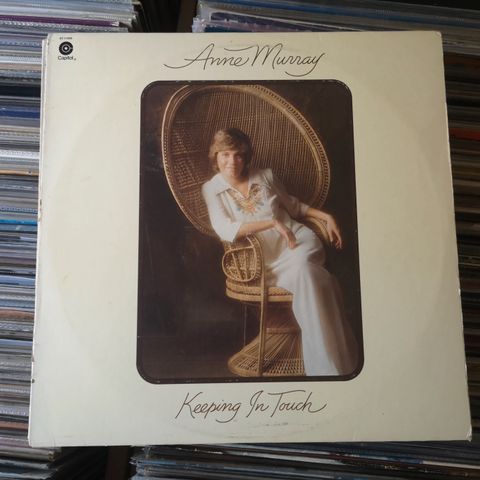 Capitol
Anne Murray
Keeping In Touch